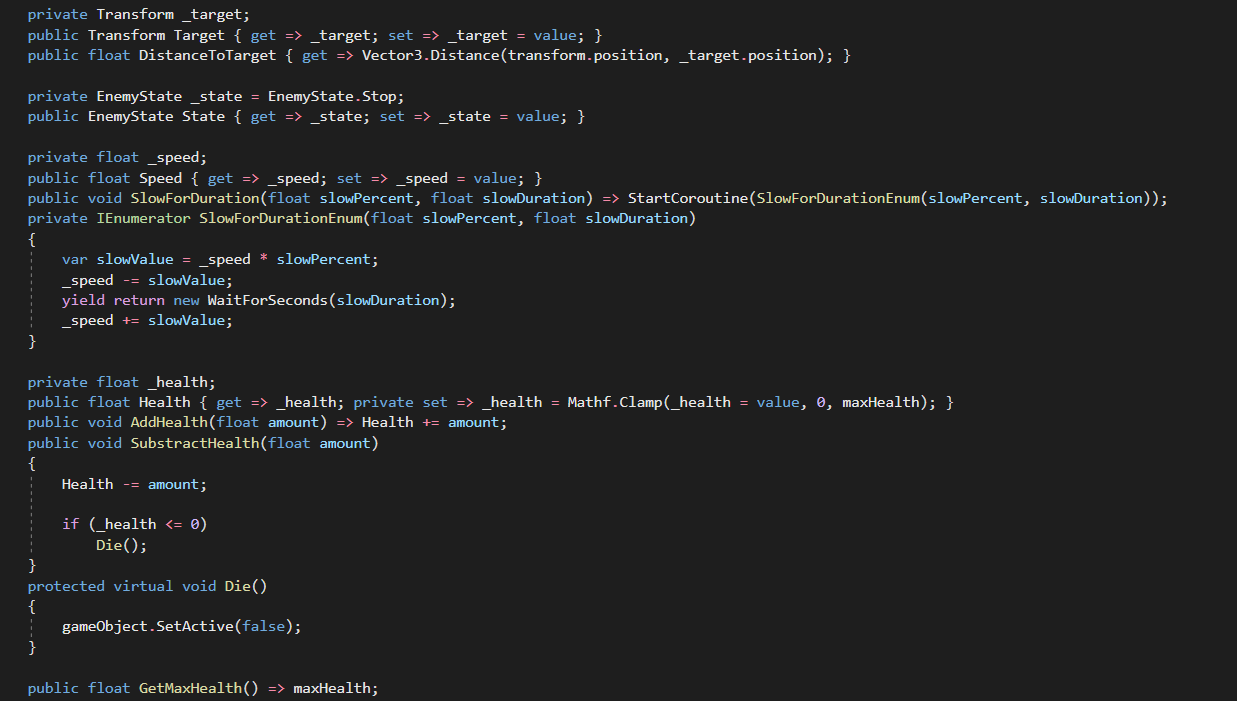 private Transform _target;
public Transform Target { get => _target; set => _target = value; }
public float DistanceToTarget { get => Vector3.Distance(transform.position, _target.position); }
private EnemyState _state = EnemyState.Stop;
public EnemyState State { get => _state; set => _state = value; }
private float _speed;
public float Speed { get => _speed; set => _speed = value; }
public void SlowForDuration(float slowPercent, float slowDuration) => StartCoroutine(SlowForDurationEnum(slowPercent, slowDuration));
private IEnumerator SlowForDurationEnum(float slowPercent, float slowDuration)
{
var slowValue = _speed * slowPercent;
_speed -= slowValue;
yield return new WaitForSeconds(slowDuration);
_speed += slowValue;
}
private float _health;
public float Health { get => _health; private set => _health = Mathf.Clamp(_health = value, 0, maxHealth); }
public void AddHealth(float amount) => Health += amount;
public void SubstractHealth(float amount)
{
Health -= amount;
if (_health <= 0)
Die();
}
protected virtual void Die()
{
gameObject.SetActive(false);
}
public float GetMaxHealth() => maxHealth;